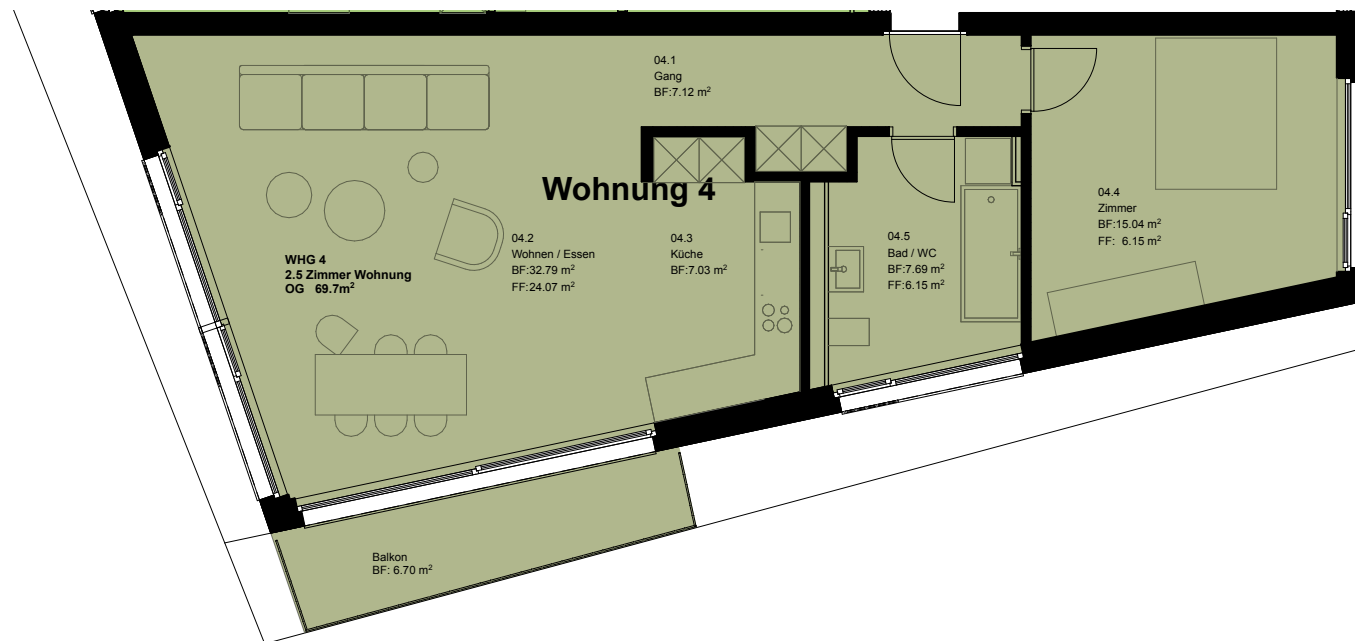 04.1
Gang
BF:7.12 m²
Wohnung 4
04.4
Zimmer
BF:15.04 m²
FF: 6.15 m²
04.2
Wohnen / Essen
BF:32.79 m²
FF:24.07 m²
04.3
Küche
BF:7.03 m²
04.5
Bad / WC
BF:7.69 m²
FF:6.15 m²
WHG 4
2.5 Zimmer Wohnung
OG 69.7m²
Balkon
BF: 6.70 m²